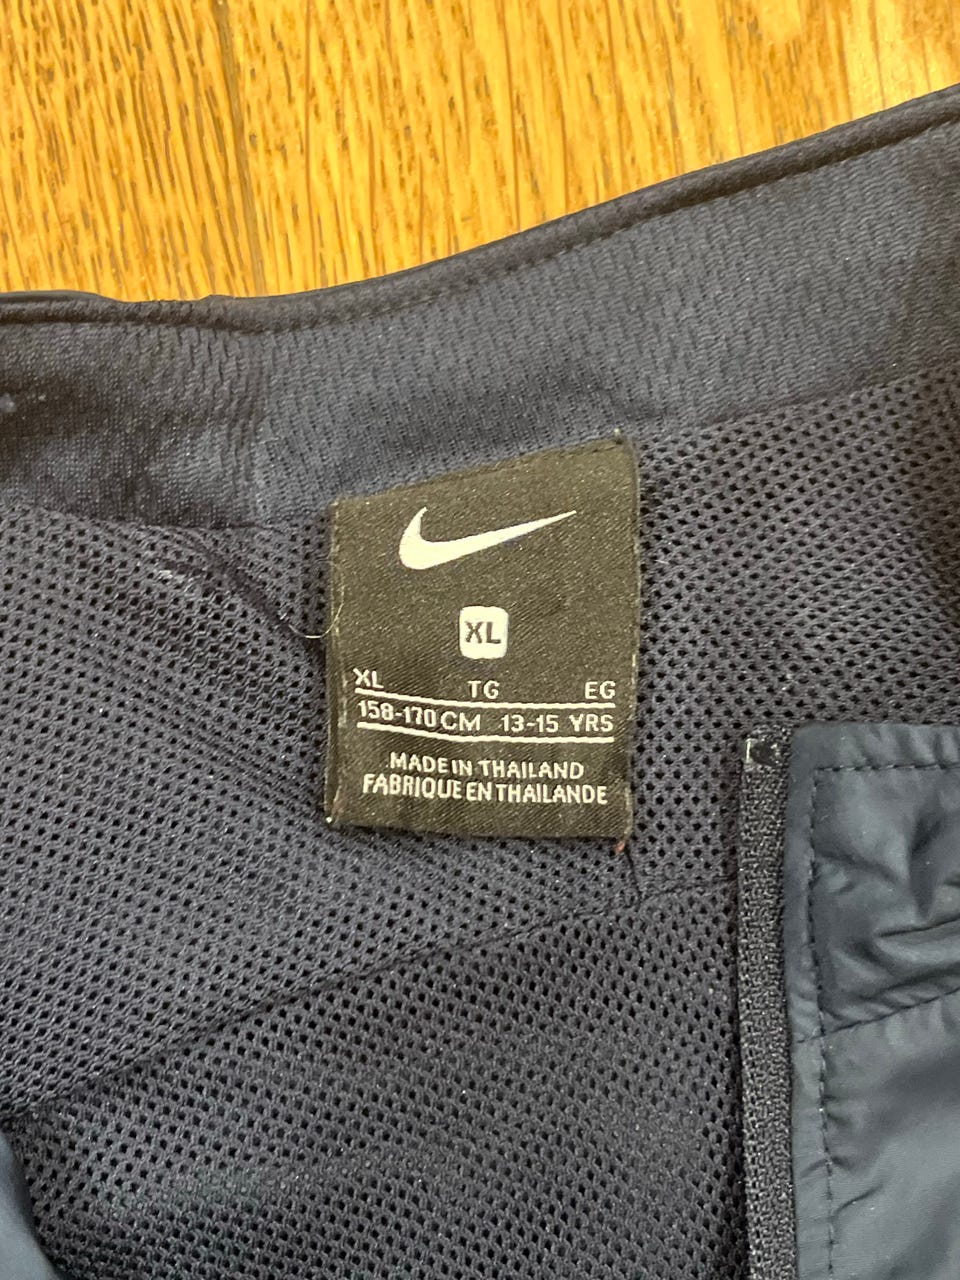 XL
XL TG EG
158-170 CM 13-15 YRS
MADE IN THAILAND
FABRIQUE EN THAILANDE